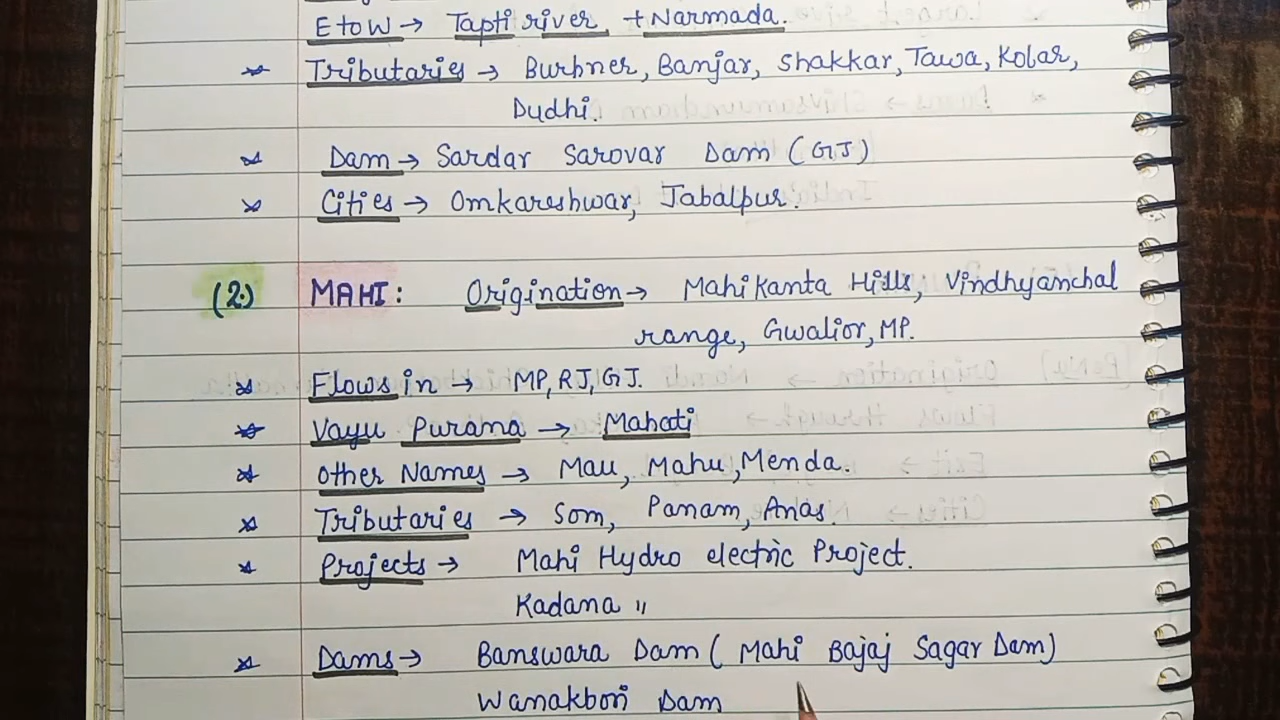 EtoW → Tapti river + Narmada.
* Tributaries → Burhner, Banjar, Shakkar, Tawa, Kolar,
Dudhi.
* Dam → Sardar Sarovar Dam (GJ)
* Cities → Omkareshwar, Jabalpur.
(2.) MAHI: Origination → Mahikanta Hills, Vindhyanchal
range, Gwalior, MP.
* Flows in → MP, RJ, GJ.
* Vayu Purana → Mahati
* Other Names → Mau, Mahu, Menda.
* Tributaries → Som, Panam, Anas.
* Projects → Mahi Hydro electric Project.
Kadana "
* Dams → Banswara Dam ( Mahi Bajaj Sagar Dam)
Wanakbori Dam